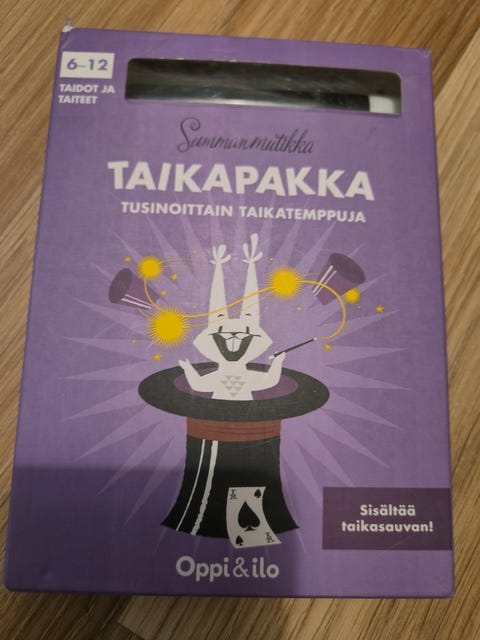 6–12
TAIDOT JA
TAITEET
Summanmutikka
TAIKAPAKKA
TUSINOITTAIN TAIKATEMPPUJA
K
K
Sisältää
taikasauvan!
Oppi&ilo